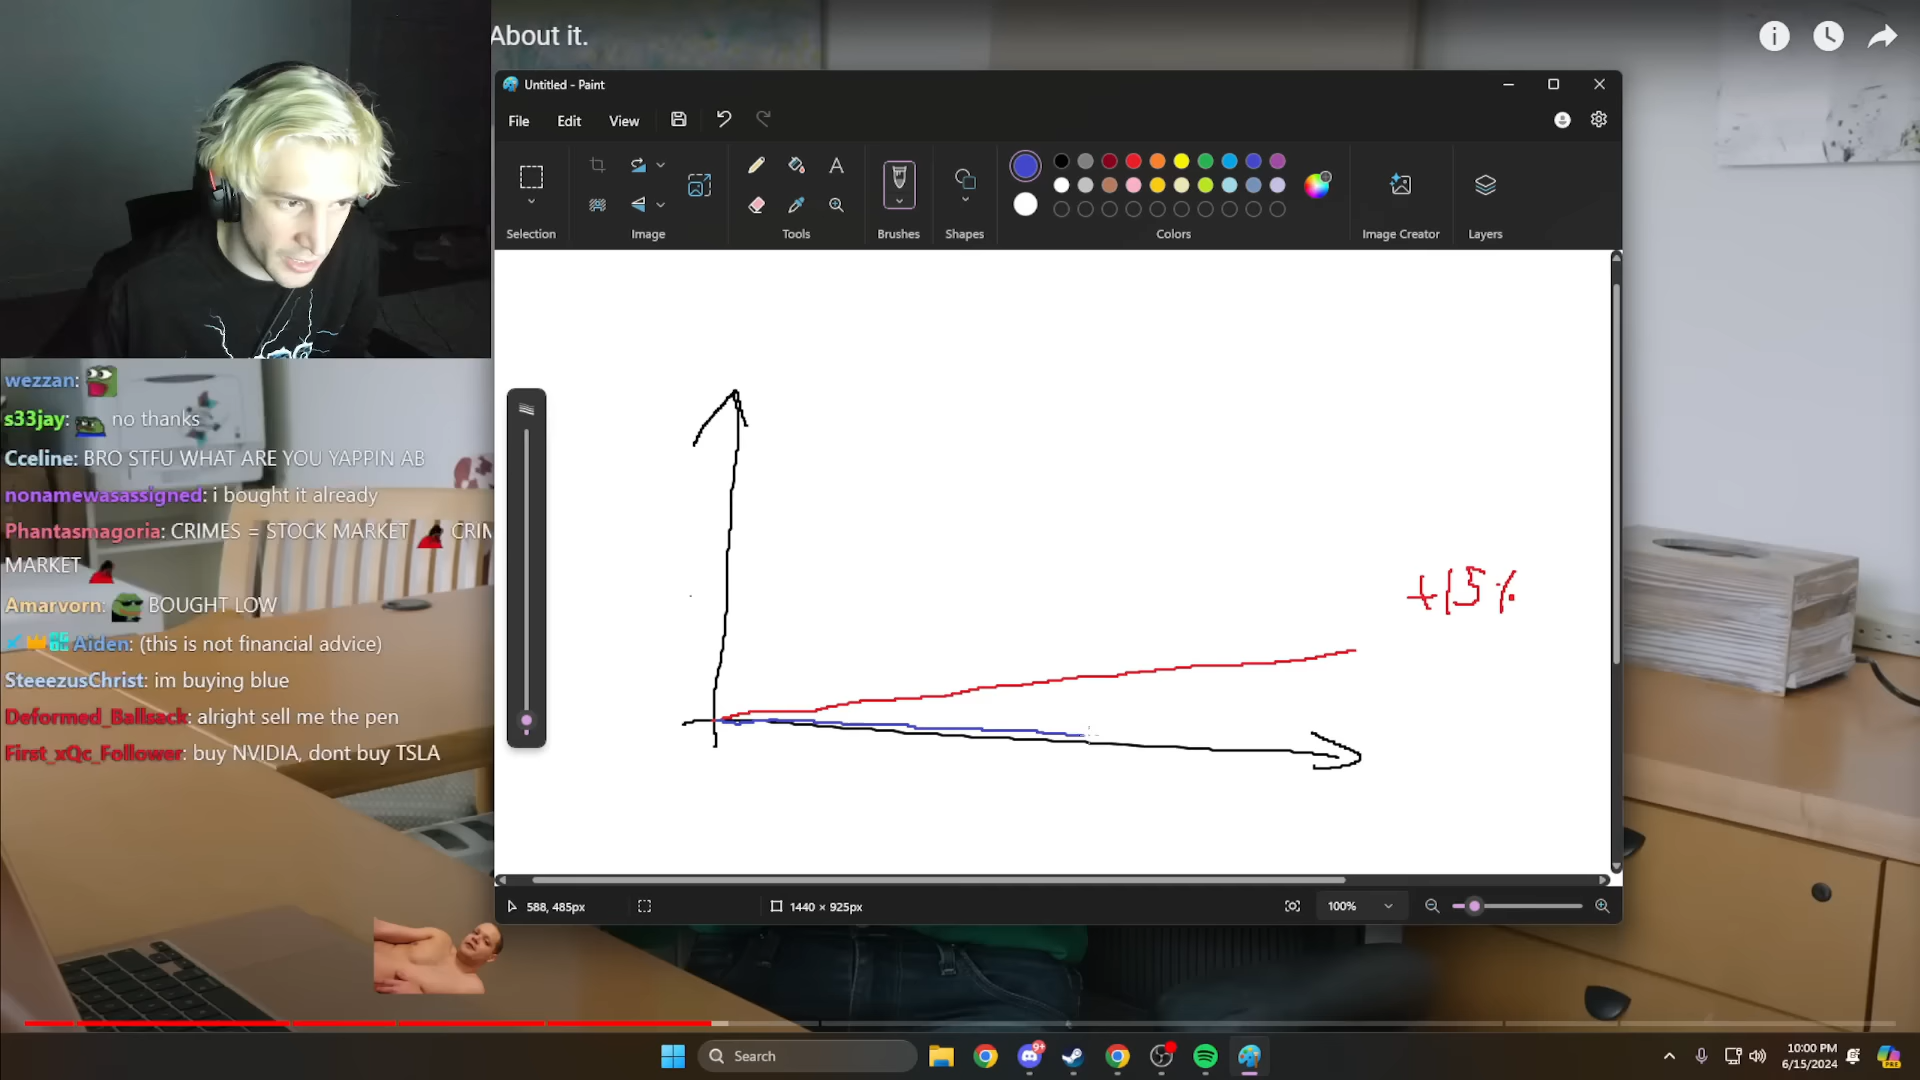 About it.
Untitled - Paint
File Edit View
Selection
Image
Tools
Brushes
Shapes
Colors
Image Creator
Layers
A
wezzan:
s33jay: no thanks
Cceline: BRO STFU WHAT ARE YOU YAPPIN AB
nonamewasassigned: i bought it already
Phantasmagoria: CRIMES = STOCK MARKET CRIM
MARKET
Amarvorn: BOUGHT LOW
Aiden: (this is not financial advice)
SteeezusChrist: im buying blue
Deformed_Ballsack: alright sell me the pen
First_xQc_Follower: buy NVIDIA, dont buy TSLA
+15%
588, 485px
1440 × 925px
100%
Search
9+
10:00 PM
6/15/2024
PRE